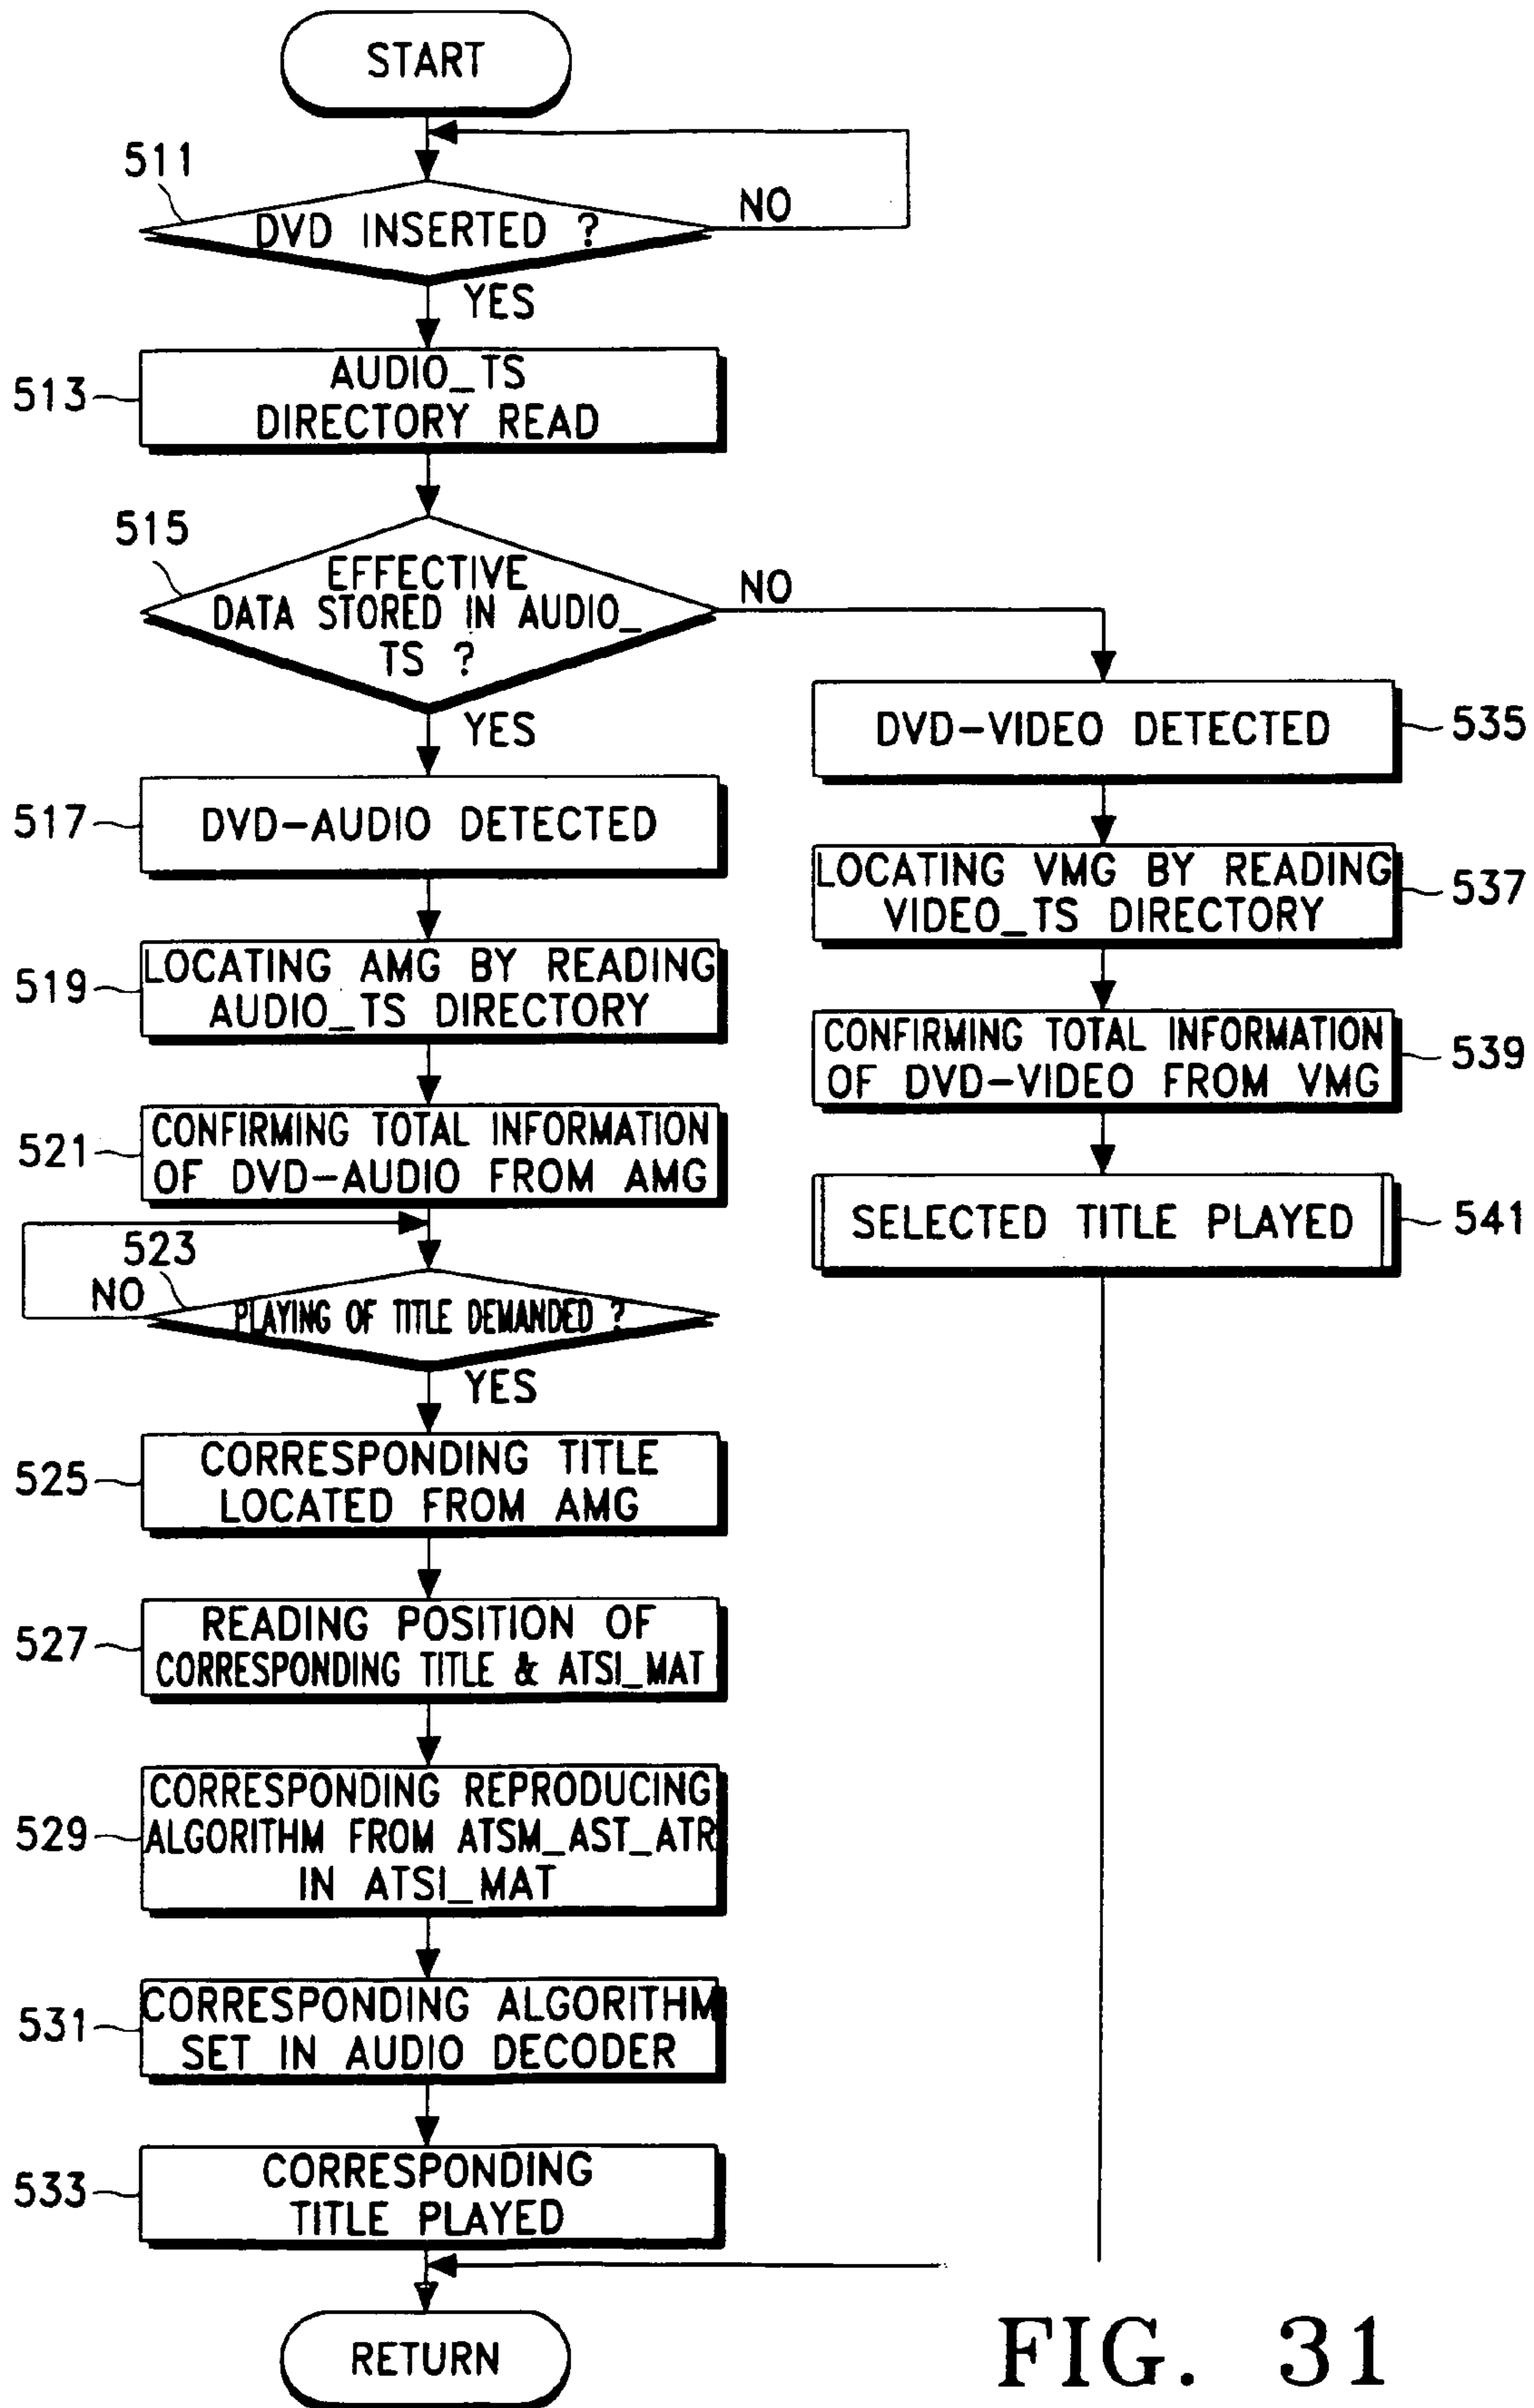 START
511
DVD INSERTED ?
NO
YES
513
AUDIO_TS
DIRECTORY READ
515
EFFECTIVE
DATA STORED IN AUDIO_
TS ?
NO
YES
517
DVD-AUDIO DETECTED
519
LOCATING AMG BY READING
AUDIO_TS DIRECTORY
521
CONFIRMING TOTAL INFORMATION
OF DVD-AUDIO FROM AMG
523
NO
PLAYING OF TITLE DEMANDED ?
YES
525
CORRESPONDING TITLE
LOCATED FROM AMG
527
READING POSITION OF
CORRESPONDING TITLE & ATSI_MAT
529
CORRESPONDING REPRODUCING
ALGORITHM FROM ATSM_AST_ATR
IN ATSI_MAT
531
CORRESPONDING ALGORITHM
SET IN AUDIO DECODER
533
CORRESPONDING
TITLE PLAYED
RETURN
DVD-VIDEO DETECTED
535
LOCATING VMG BY READING
VIDEO_TS DIRECTORY
537
CONFIRMING TOTAL INFORMATION
OF DVD-VIDEO FROM VMG
539
SELECTED TITLE PLAYED
541
FIG. 31